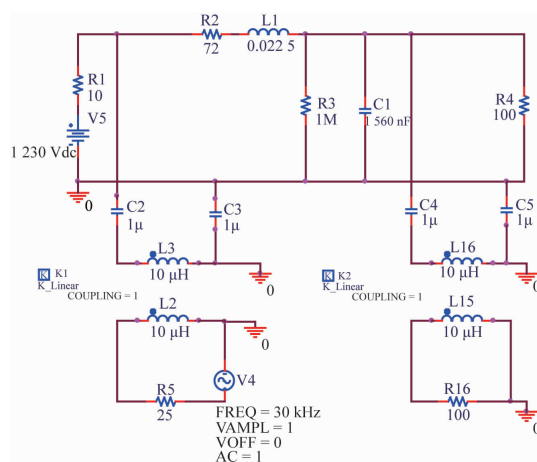 R2
72
L1
0.022 5
R1
10
V5
1 230 Vdc
0
R3
1M
C1
1 560 nF
R4
100
C2
1μ
C3
1μ
C4
1μ
C5
1μ
L3
10 μH
0
L16
10 μH
0
K K1
K_Linear
COUPLING = 1
K K2
K_Linear
COUPLING = 1
L2
10 μH
0
L15
10 μH
R5
25
V4
R16
100
0
FREQ = 30 kHz
VAMPL = 1
VOFF = 0
AC = 1